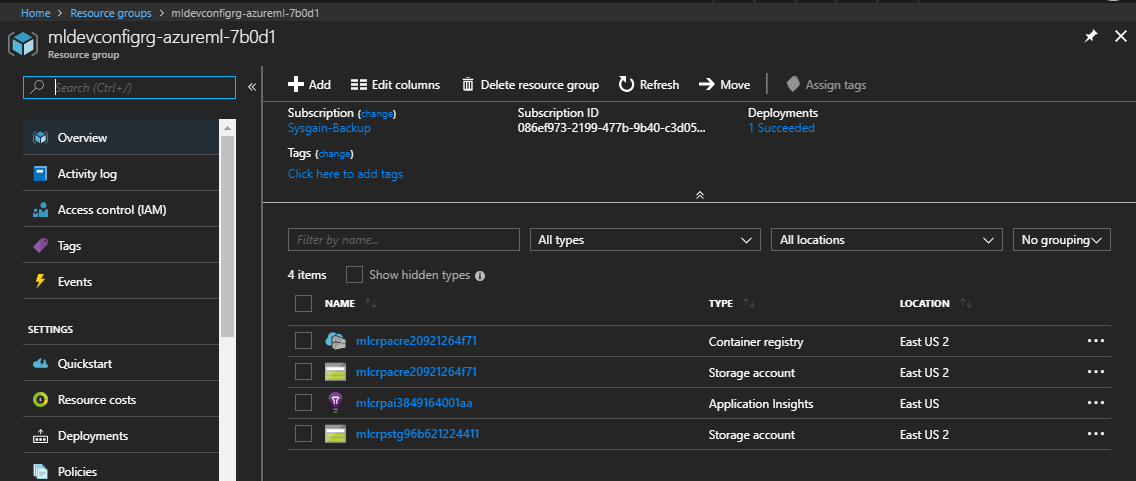 Home > Resource groups > mldevconfigrg-azureml-7b0d1
mldevconfigrg-azureml-7b0d1
Resource group
Search (Ctrl+/)
Overview
Activity log
Access control (IAM)
Tags
Events
SETTINGS
Quickstart
Resource costs
Deployments
Policies
Add Edit columns Delete resource group Refresh Move Assign tags
Subscription (change) Subscription ID Deployments
Sysgain-Backup 086ef973-2199-477b-9b40-c3d05... 1 Succeeded
Tags (change)
Click here to add tags
Filter by name... All types All locations No grouping
4 items Show hidden types
NAME TYPE LOCATION
mlcrpacre20921264f71 Container registry East US 2 ...
mlcrpacre20921264f71 Storage account East US 2 ...
mlcrpai3849164001aa Application Insights East US ...
mlcrpstg96b621224411 Storage account East US 2 ...